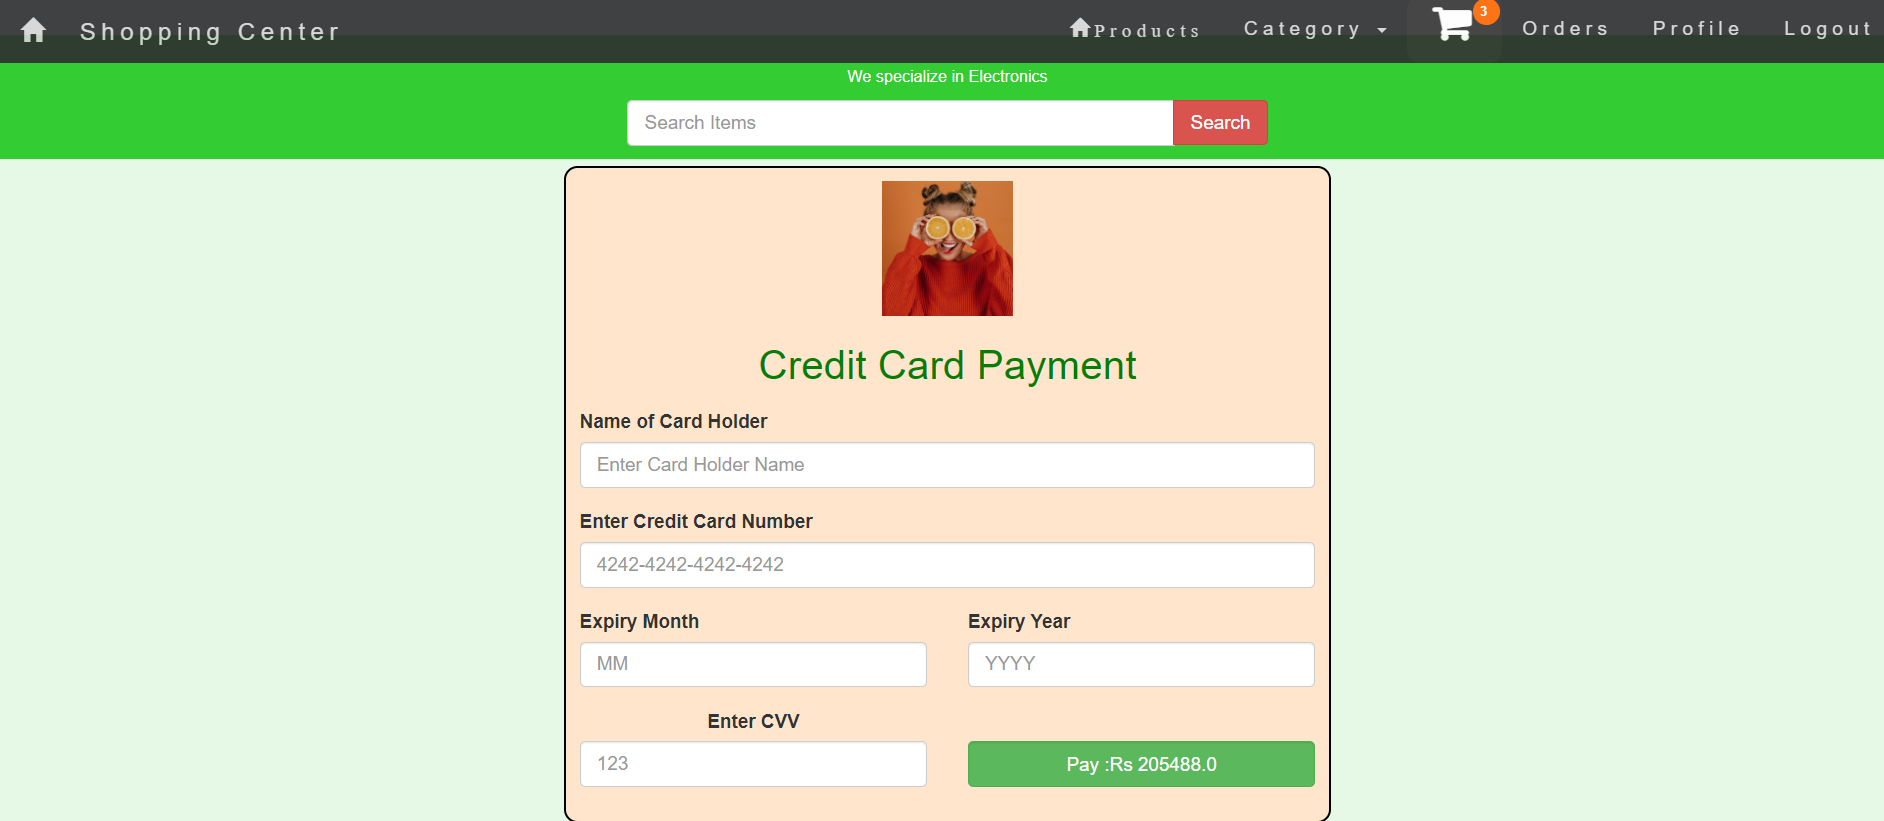 Shopping Center Products Category 3 Orders Profile Logout
We specialize in Electronics
Search Items Search
Credit Card Payment
Name of Card Holder
Enter Card Holder Name
Enter Credit Card Number
4242-4242-4242-4242
Expiry Month Expiry Year
MM YYYY
Enter CVV
123 Pay :Rs 205488.0